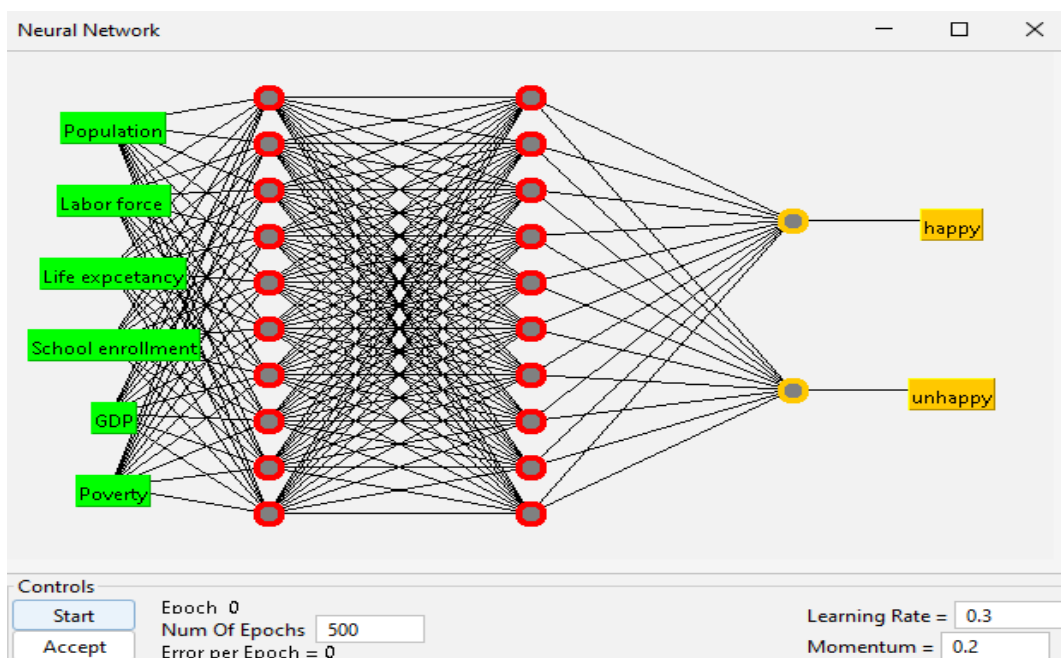 Neural Network
Population
Labor force
Life expcetancy
School enrollment
GDP
Poverty
happy
unhappy
Controls
Start
Accept
Epoch 0
Num Of Epochs 500
Error per Epoch = 0
Learning Rate = 0.3
Momentum = 0.2